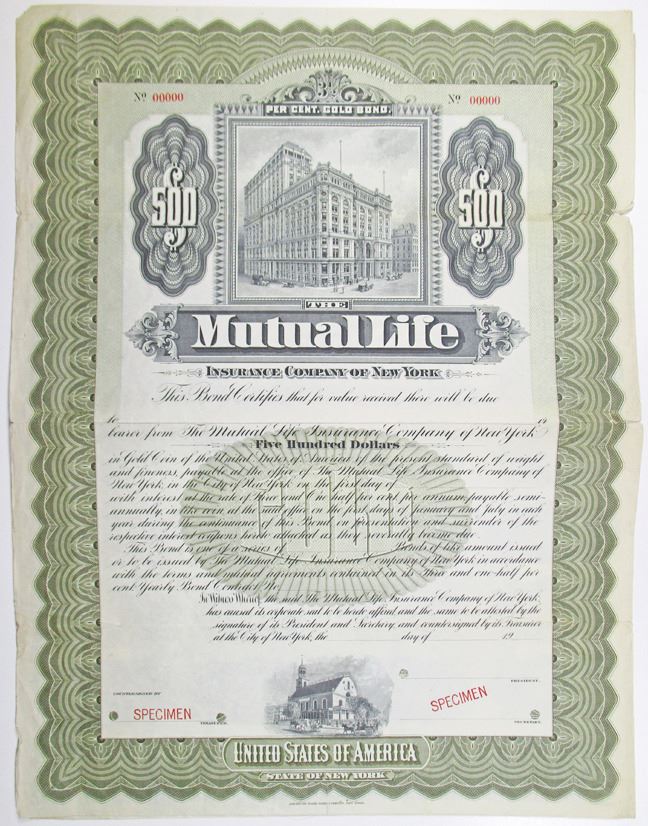 3½
PER CENT. GOLD BOND.
Nº 00000 Nº 00000
$500 $500
THE
Mutual Life
INSURANCE COMPANY OF NEW YORK
This Bond Certifies that for value received there will be due
to or
bearer from The Mutual Life Insurance Company of New York
Five Hundred Dollars
in Gold Coin of the United States of America of the present standard of weight
and fineness, payable at the office of The Mutual Life Insurance Company of
New York, in the City of New York, on the first day of
with interest at the rate of Three and One half per cent per annum payable semi-
annually, in like coin at the said office on the first days of January and July in each
year during the continuance of this Bond on presentation and surrender of the
respective interest coupons hereto attached as they severally become due.
This Bond is one of a series of Bonds of like amount issued
or to be issued by The Mutual Life Insurance Company of New York in accordance
with the terms and mutual agreements contained in its Three and one-half per
cent Yearly Bond Contract No.
In Witness Whereof, the said The Mutual Life Insurance Company of New York,
has caused its corporate seal to be hereto affixed, and the same to be attested by the
signature of its President and Secretary, and countersigned by its Treasurer
at the City of New York, the day of 19
PRESIDENT.
COUNTERSIGNED BY
SPECIMEN SPECIMEN
TREASURER. SECRETARY.
UNITED STATES OF AMERICA
STATE OF NEW YORK